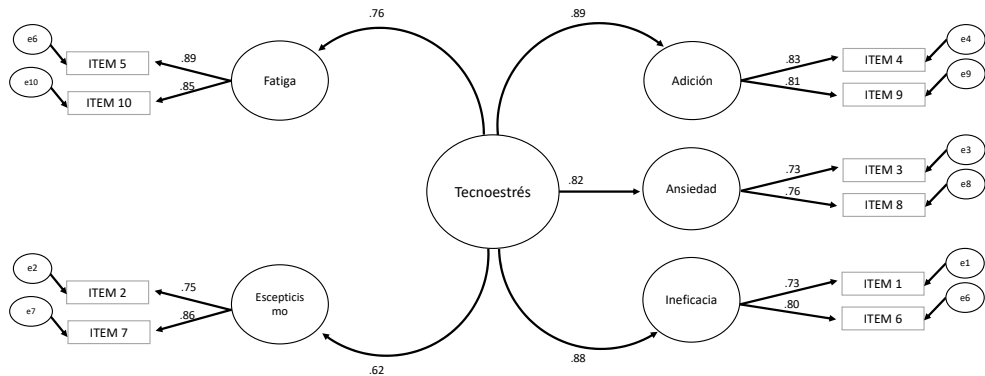 .76
.89
e6
ITEM 5
.89
Fatiga
e10
ITEM 10
.85
Adición
.83
ITEM 4
e4
.81
ITEM 9
e9
Tecnoestrés
.82
Ansiedad
.73
ITEM 3
e3
.76
ITEM 8
e8
e2
ITEM 2
.75
Escepticis
mo
e7
ITEM 7
.86
Ineficacia
.73
ITEM 1
e1
.80
ITEM 6
e6
.62
.88